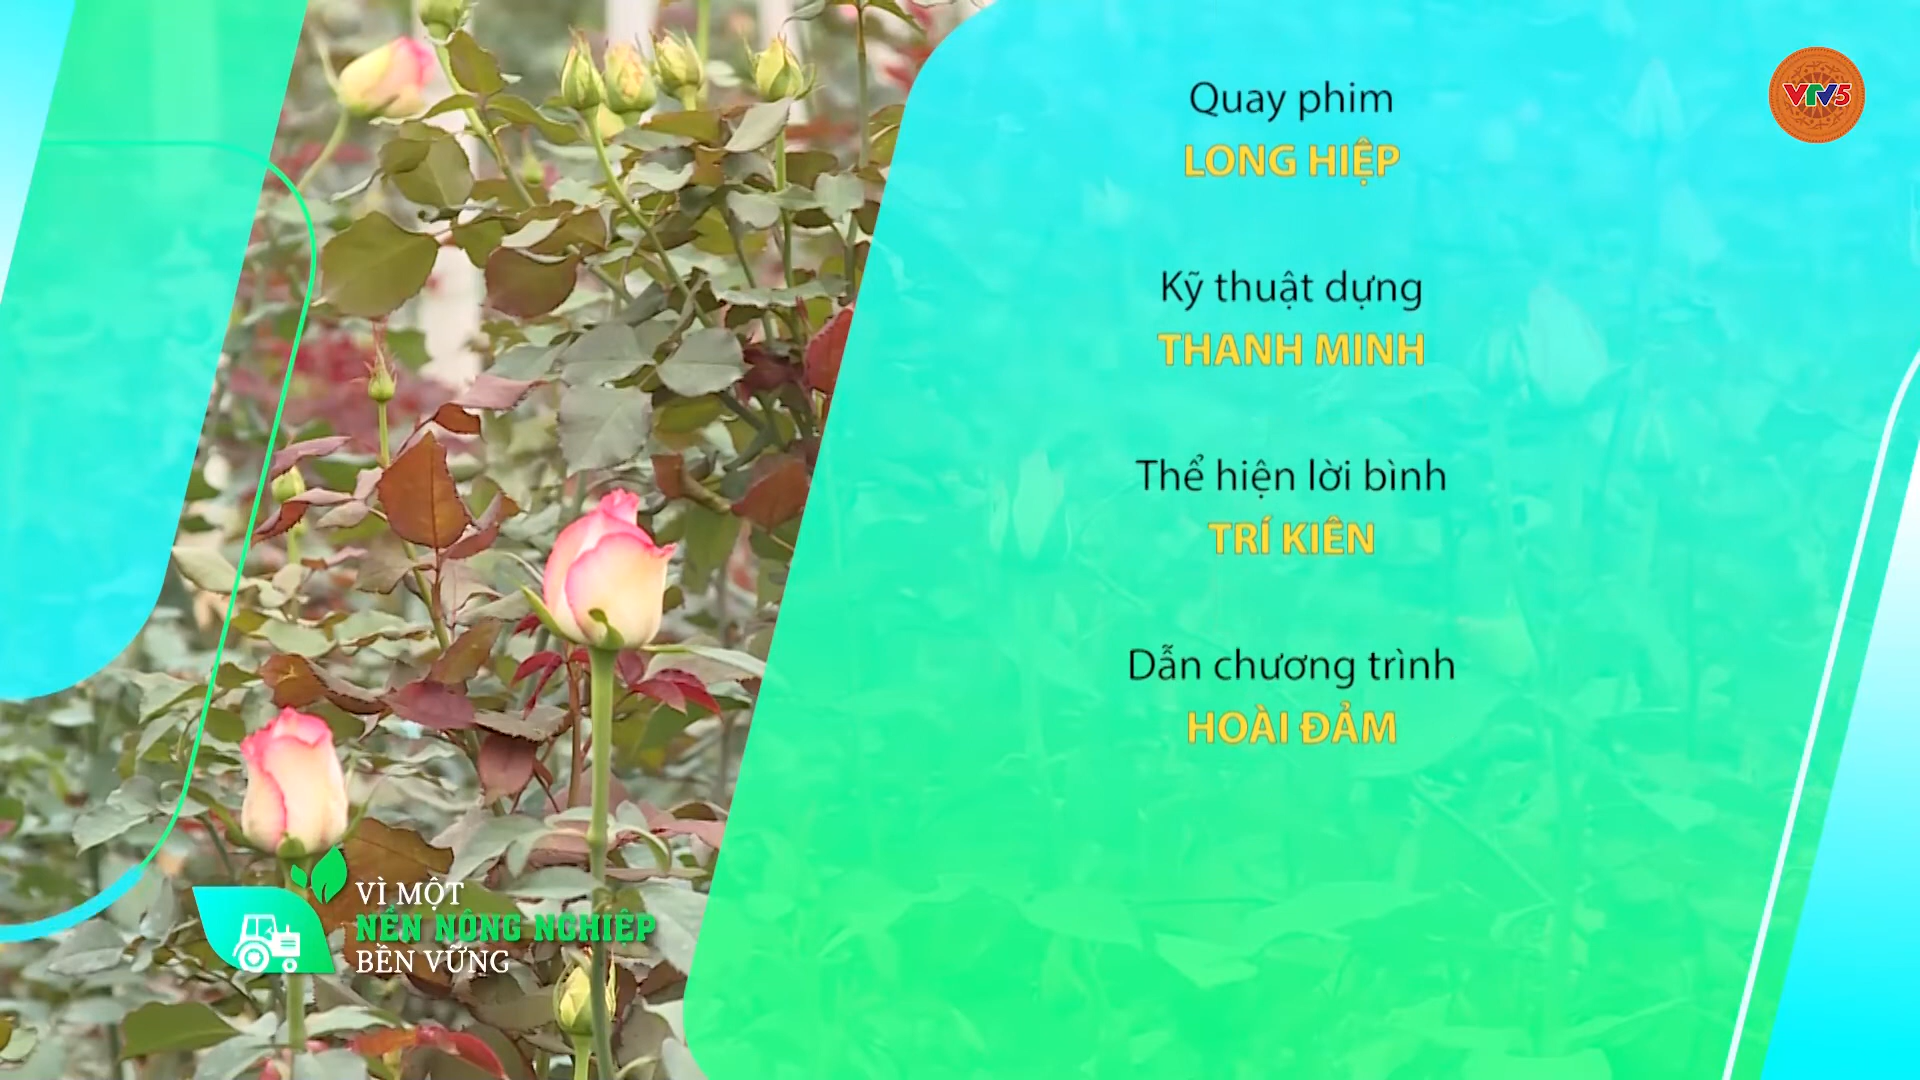 VTV5
Quay phim
LONG HIỆP
Kỹ thuật dựng
THANH MINH
Thể hiện lời bình
TRÍ KIÊN
Dẫn chương trình
HOÀI ĐẢM
VÌ MỘT
NỀN NÔNG NGHIỆP
BỀN VỮNG